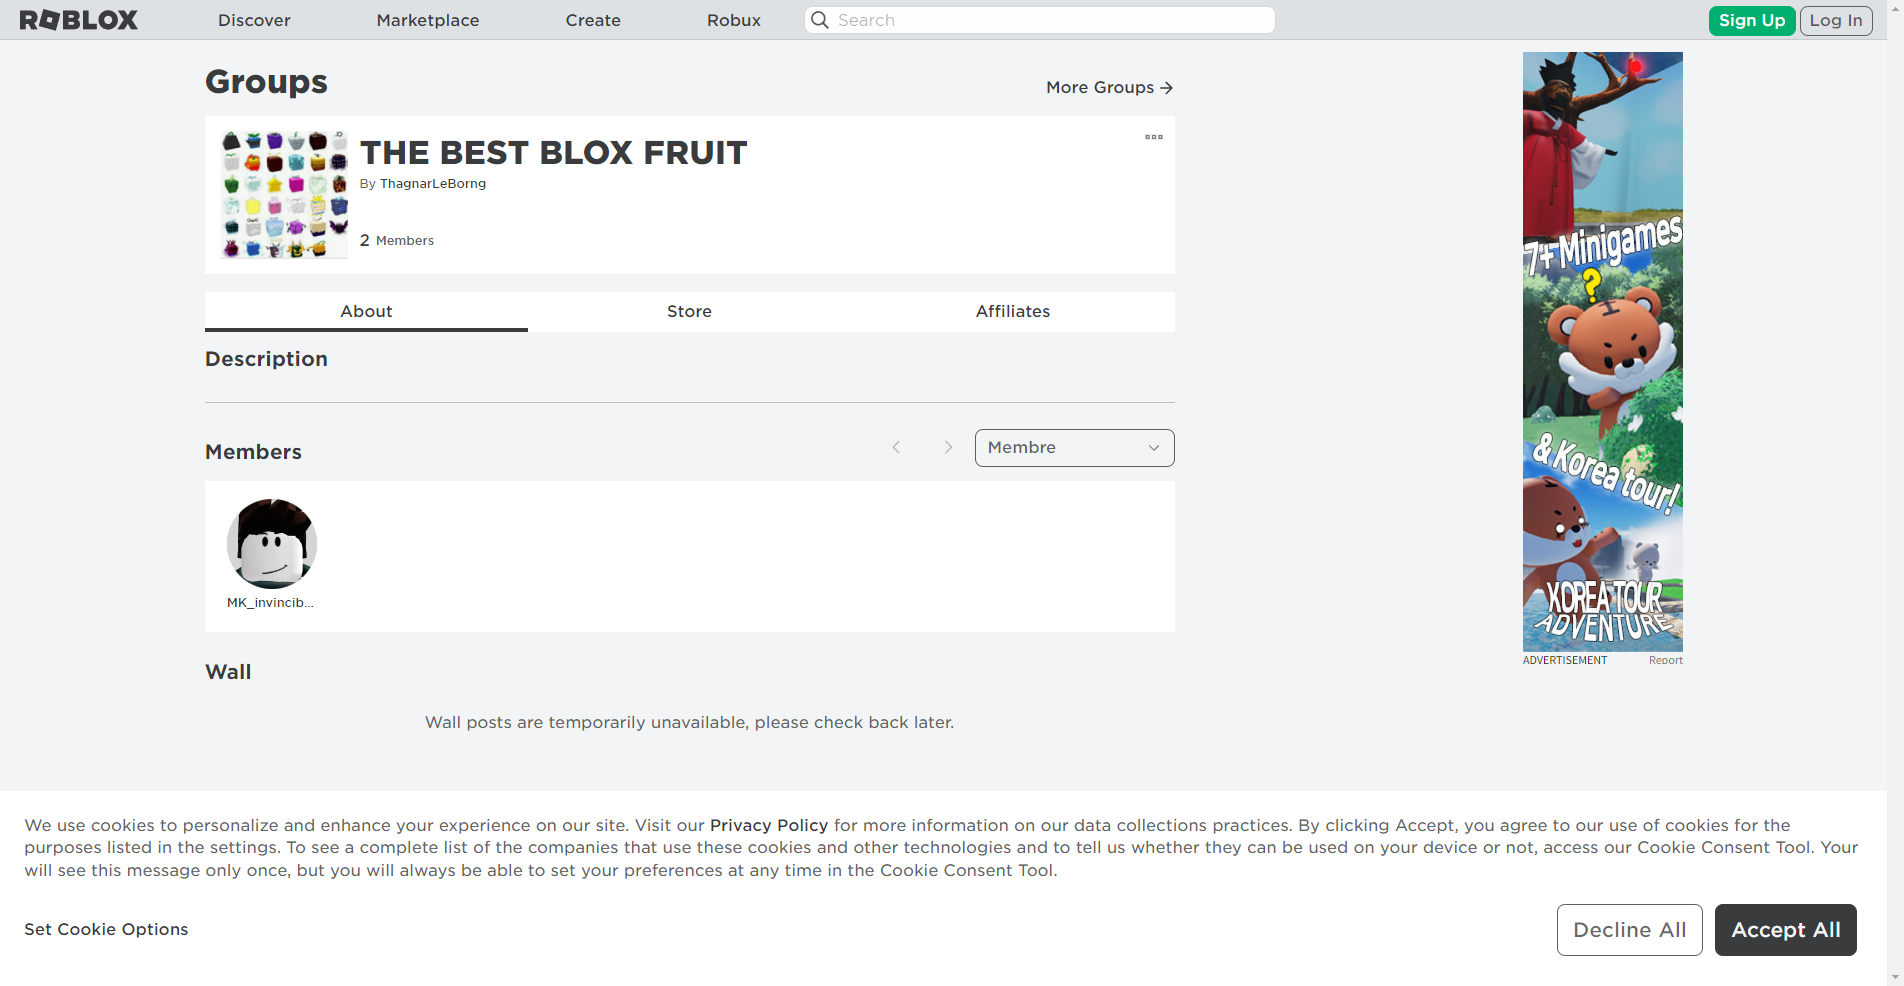 ROBLOX
Discover
Marketplace
Create
Robux
Search
Sign Up
Log In
Groups
More Groups
THE BEST BLOX FRUIT
By ThagnarLeBorng
2 Members
About
Store
Affiliates
Description
Members
Membre
MK_invincib...
Wall
Wall posts are temporarily unavailable, please check back later.
7+ Minigames
?
& Korea tour!
KOREA TOUR
ADVENTURE
ADVERTISEMENT
Report
We use cookies to personalize and enhance your experience on our site. Visit our Privacy Policy for more information on our data collections practices. By clicking Accept, you agree to our use of cookies for the
purposes listed in the settings. To see a complete list of the companies that use these cookies and other technologies and to tell us whether they can be used on your device or not, access our Cookie Consent Tool. Your
will see this message only once, but you will always be able to set your preferences at any time in the Cookie Consent Tool.
Set Cookie Options
Decline All
Accept All